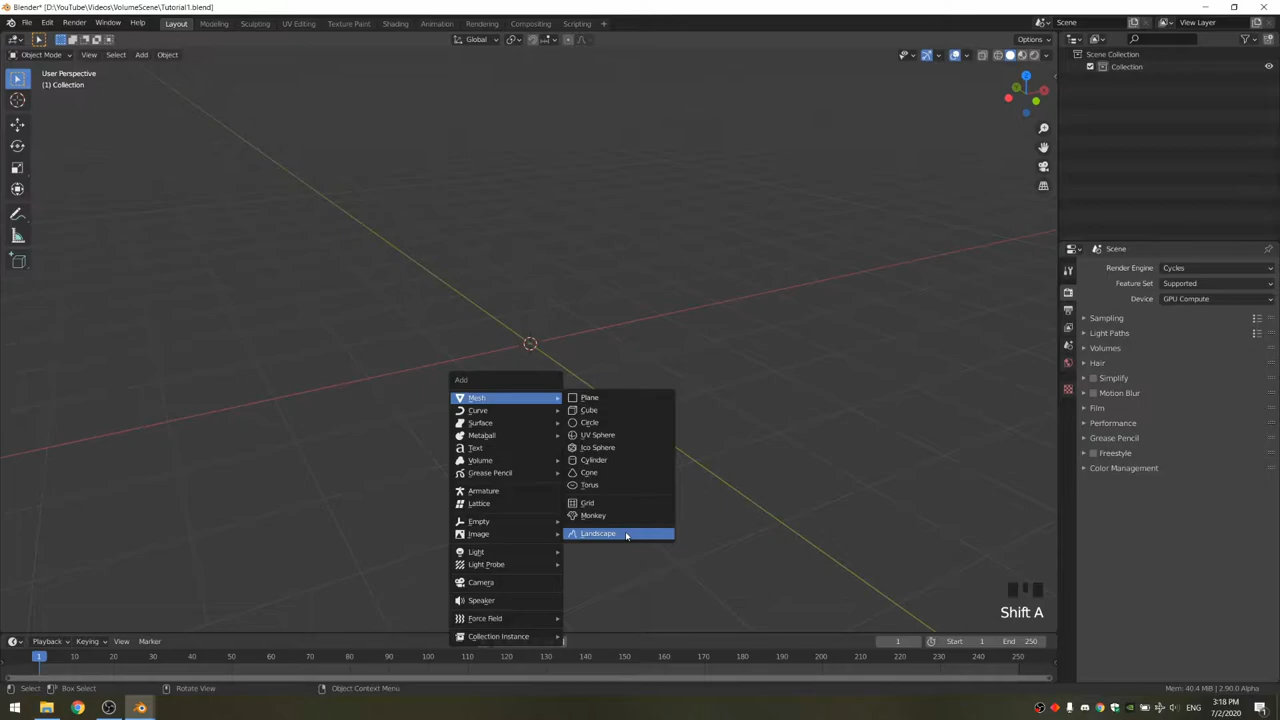 Blender* [D:\YouTube\Videos\VolumeScene\Tutorial1.blend]
File Edit Render Window Help Layout Modeling Sculpting UV Editing Texture Paint Shading Animation Rendering Compositing Scripting Scene View Layer
Global Options
Object Mode View Select Add Object Scene Collection
User Perspective
(1) Collection
Collection
Z
Scene
Render Engine Cycles
Feature Set Supported
Device GPU Compute
Sampling
Light Paths
Volumes
Hair
Simplify
Motion Blur
Film
Performance
Grease Pencil
Freestyle
Color Management
Add
Mesh
Curve
Surface
Metaball
Text
Volume
Grease Pencil
Armature
Lattice
Empty
Image
Light
Light Probe
Camera
Speaker
Force Field
Collection Instance
Plane
Cube
Circle
UV Sphere
Ico Sphere
Cylinder
Cone
Torus
Grid
Monkey
Landscape
Shift A
Playback Keying View Marker 1 Start 1 End 250
1 10 20 30 40 50 60 70 80 90 100 110 120 130 140 150 160 170 180 190 200 210 220 230 240 250
Select Box Select Rotate View Object Context Menu Mem: 40.4 MiB | 2.90.0 Alpha
ENG
3:18 PM
7/2/2020